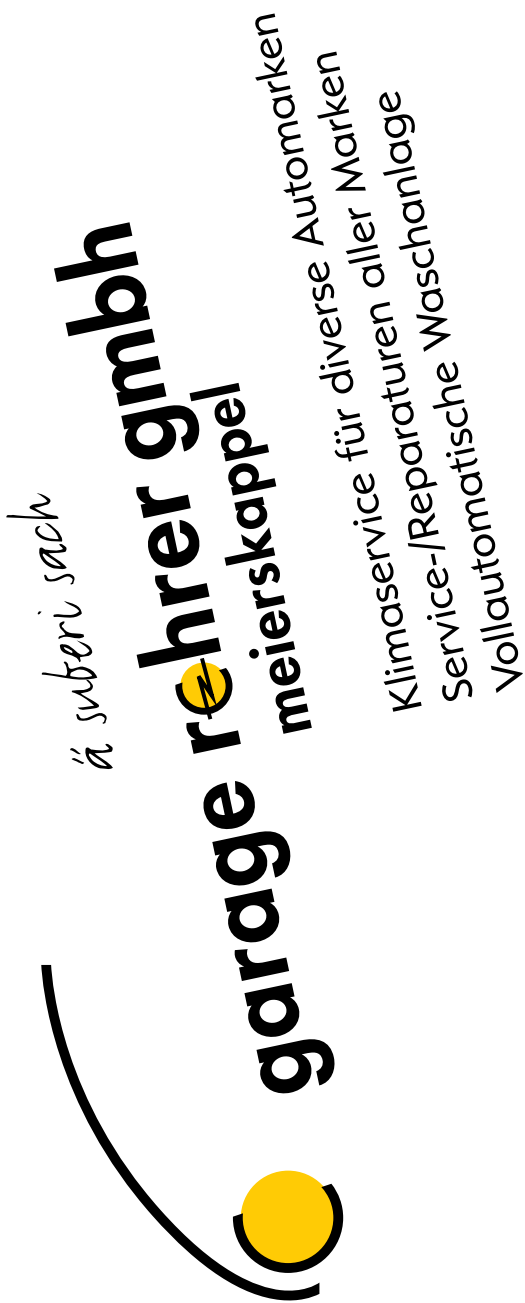 ä suberi sach
garage rohrer gmbh
meierskappel
Klimaservice für diverse Automarken
Service-/Reparaturen aller Marken
Vollautomatische Waschanlage